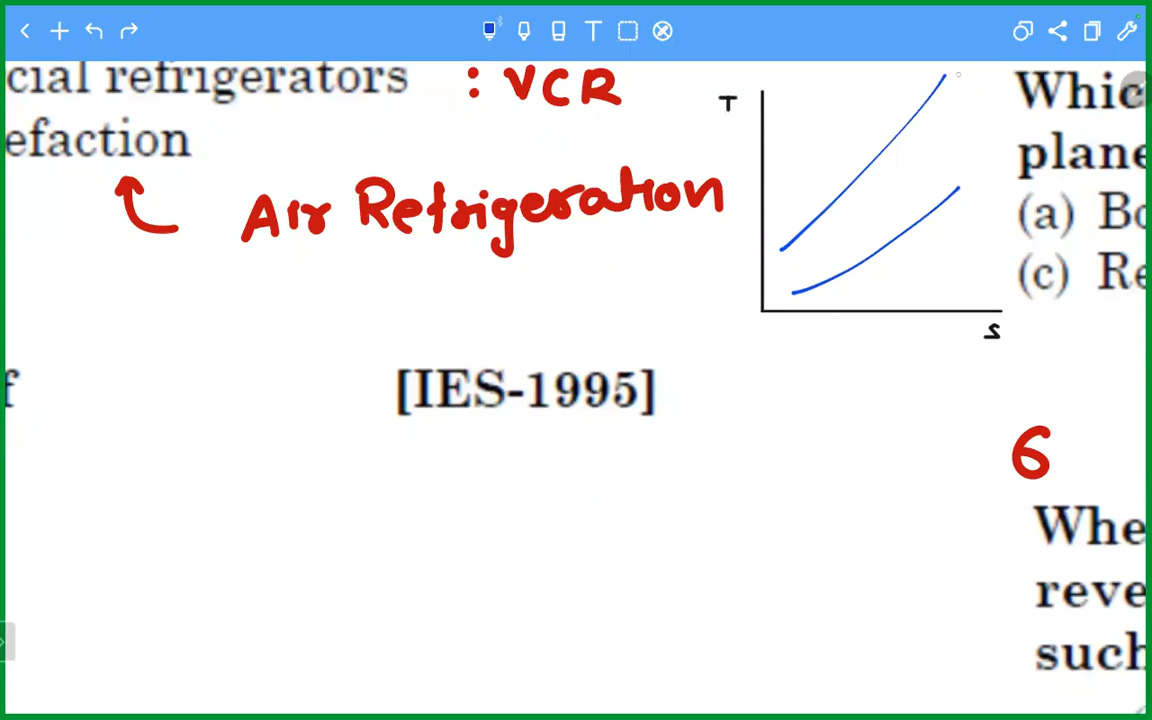 cial refrigerators : VCR
efaction
Air Refrigeration
T
S
[IES-1995]
f
Whic
plane
(a) Bo
(c) Re
6
Whe
reve
such